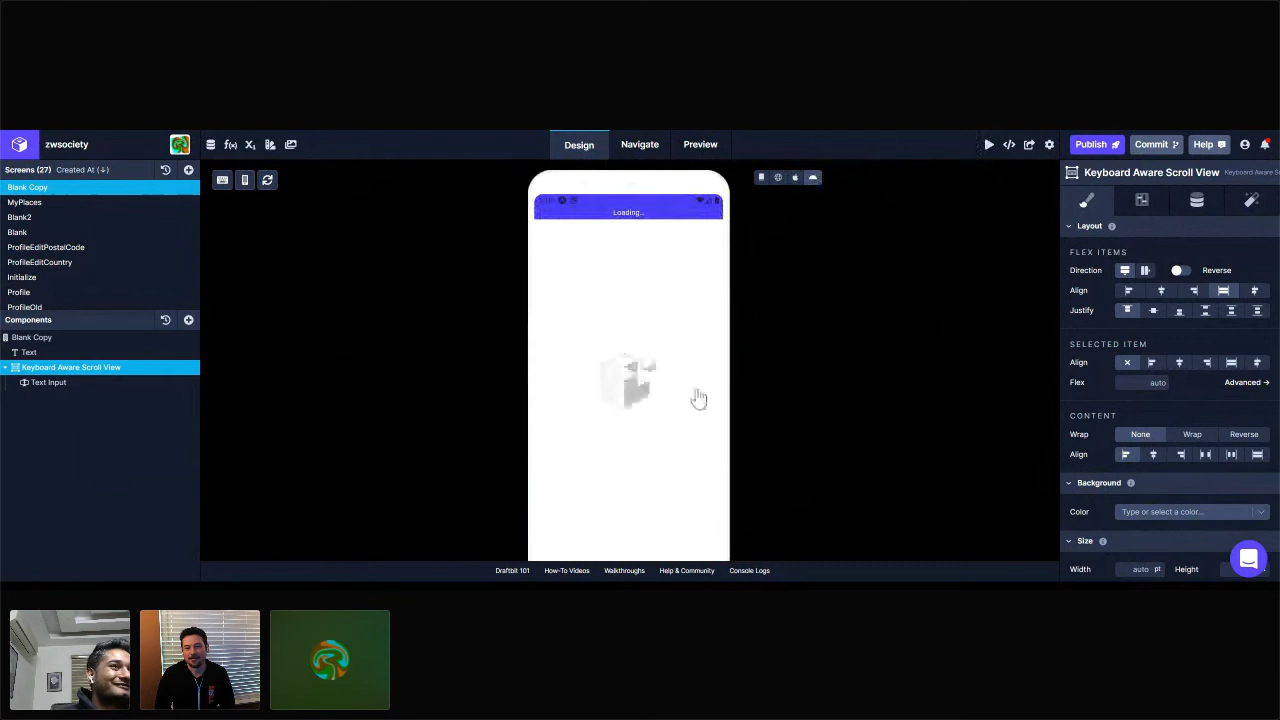 zwsociety
f(x)
X₁
Design
Navigate
Preview
Publish
Commit
Help
Screens (27) Created At (↓)
Blank Copy
MyPlaces
Blank2
Blank
ProfileEditPostalCode
ProfileEditCountry
Initialize
Profile
ProfileOld
Components
Blank Copy
Text
Keyboard Aware Scroll View
Text Input
Loading...
Keyboard Aware Scroll View
Layout
FLEX ITEMS
Direction
Reverse
Align
Justify
SELECTED ITEM
Align
Flex auto Advanced →
CONTENT
Wrap None Wrap Reverse
Align
Background
Color Type or select a color...
Size
Width auto pt Height
Draftbit 101 How-To Videos Walkthroughs Help & Community Console Logs